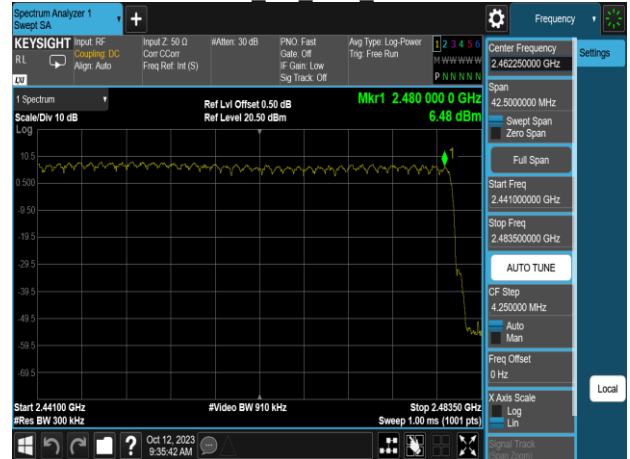 Spectrum Analyzer 1
Swept SA
+
Frequency
KEYSIGHT
RL
LXI
Input: RF
Coupling: DC
Align: Auto
Input Z: 50 Ω
Corr CCorr
Freq Ref: Int (S)
#Atten: 30 dB
PNO: Fast
Gate: Off
IF Gain: Low
Sig Track: Off
Avg Type: Log-Power
Trig: Free Run
1 2 3 4 5 6
M W W W W W
P N N N N N
1 Spectrum
Scale/Div 10 dB
Log
Ref Lvl Offset 0.50 dB
Ref Level 20.50 dBm
Mkr1 2.480 000 0 GHz
6.48 dBm
1
10.5
0.500
-9.50
-19.5
-29.5
-39.5
-49.5
-59.5
-69.5
Start 2.44100 GHz
#Res BW 300 kHz
#Video BW 910 kHz
Stop 2.48350 GHz
Sweep 1.00 ms (1001 pts)
?
Oct 12, 2023
9:35:42 AM
Center Frequency
2.462250000 GHz
Span
42.5000000 MHz
Swept Span
Zero Span
Full Span
Start Freq
2.441000000 GHz
Stop Freq
2.483500000 GHz
AUTO TUNE
CF Step
4.250000 MHz
Auto
Man
Freq Offset
0 Hz
X Axis Scale
Log
Lin
Signal Track
(Span Zoom)
Settings
Local